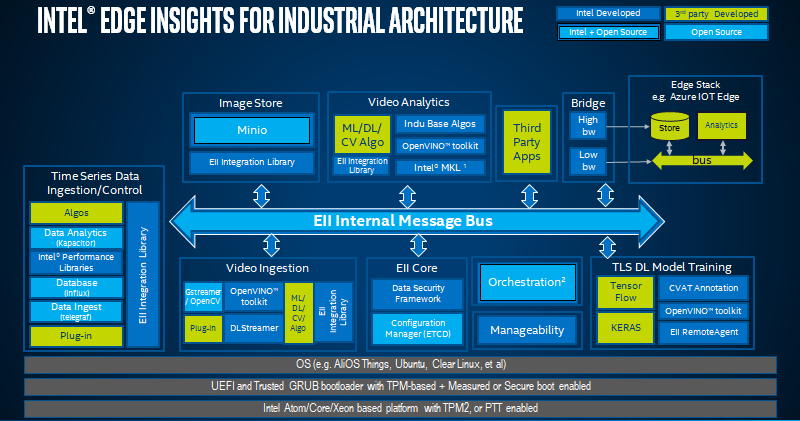 INTEL® EDGE INSIGHTS FOR INDUSTRIAL ARCHITECTURE
Intel Developed
3rd party Developed
Intel + Open Source
Open Source
Image Store
Minio
EII Integration Library
Video Analytics
ML/DL/
CV Algo
EII Integration
Library
Indu Base Algos
OpenVINO™ toolkit
Intel® MKL ¹
Third
Party
Apps
Bridge
High
bw
Low
bw
Edge Stack
e.g. Azure IOT Edge
Store
Analytics
bus
Time Series Data
Ingestion/Control
Algos
Data Analytics
(Kapacitor)
Intel® Performance
Libraries
Database
(Influx)
Data Ingest
(telegraf)
Plug-in
EII Integration Library
EII Internal Message Bus
Video Ingestion
Gstreamer
/ OpenCV
Plug-in
OpenVINO™
toolkit
DLStreamer
ML/
DL/
CV/
Algo
EII
Integration
Library
EII Core
Data Security
Framework
Configuration
Manager (ETCD)
Orchestration²
Manageability
TLS DL Model Training
Tensor
Flow
KERAS
CVAT Annotation
OpenVINO™ toolkit
EII RemoteAgent
OS (e.g. AliOS Things, Ubuntu, Clear Linux, et al)
UEFI and Trusted GRUB bootloader with TPM-based + Measured or Secure boot enabled
Intel Atom/Core/Xeon based platform with TPM2, or PTT enabled